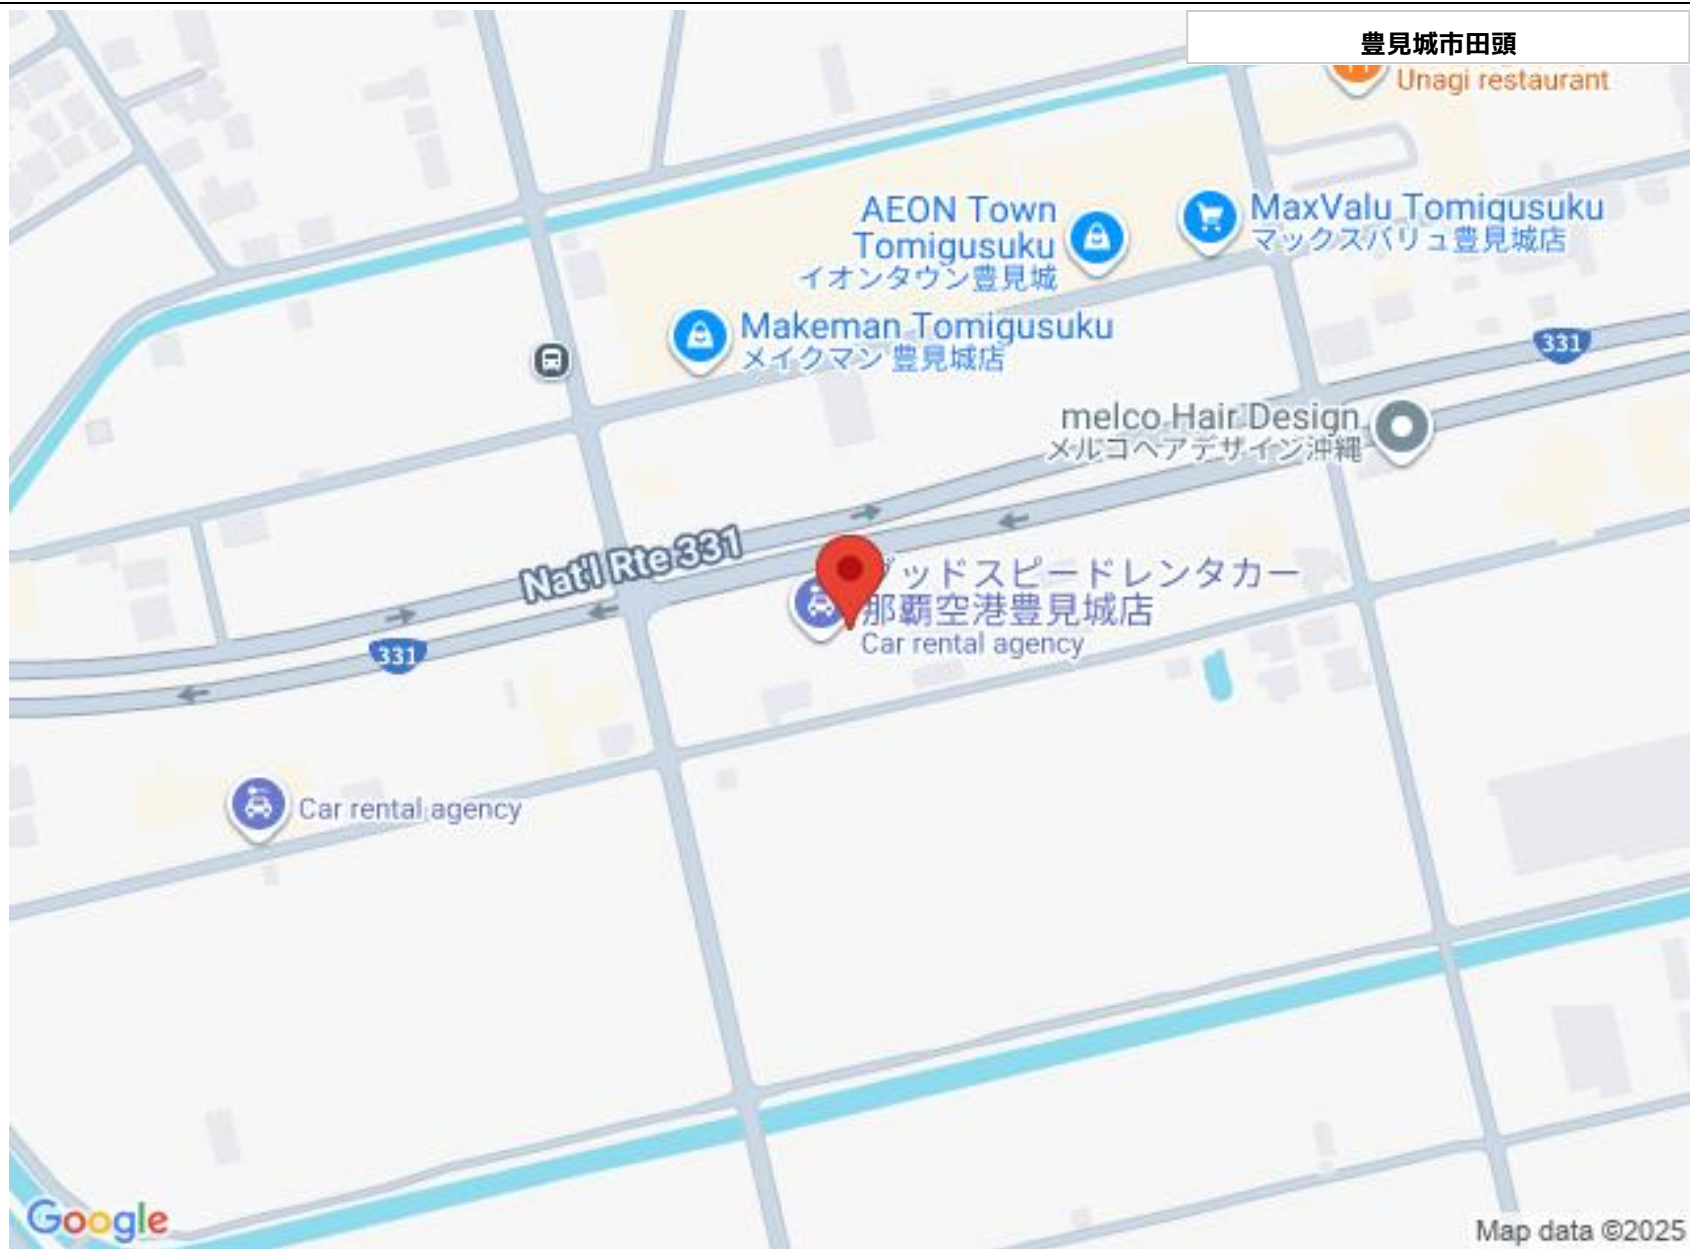 豊見城市田頭
Unagi restaurant
AEON Town
Tomigusuku
イオンタウン豊見城
MaxValu Tomigusuku
マックスバリュ豊見城店
Makeman Tomigusuku
メイクマン 豊見城店
331
melco Hair Design
メルコヘアデザイン沖縄
Nat'l Rte 331
ッドスピードレンタカー
那覇空港豊見城店
Car rental agency
331
Car rental agency
Google
Map data ©2025